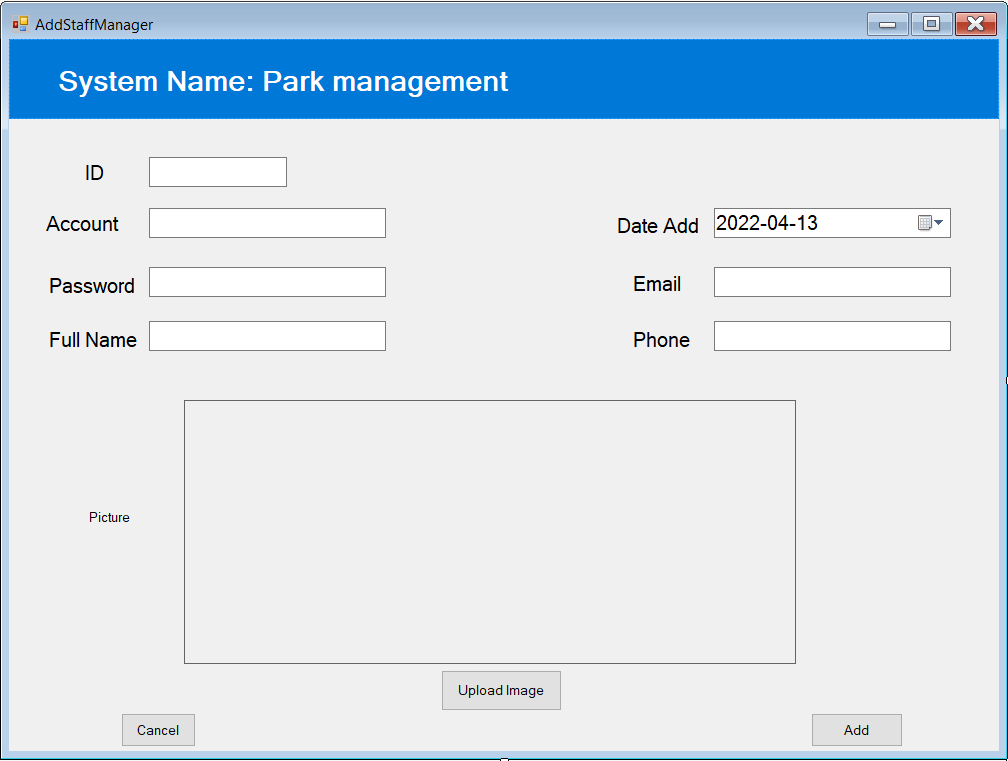 AddStaffManager
System Name: Park management
ID
Account
Date Add 2022-04-13
Password
Email
Full Name
Phone
Picture
Upload Image
Cancel
Add